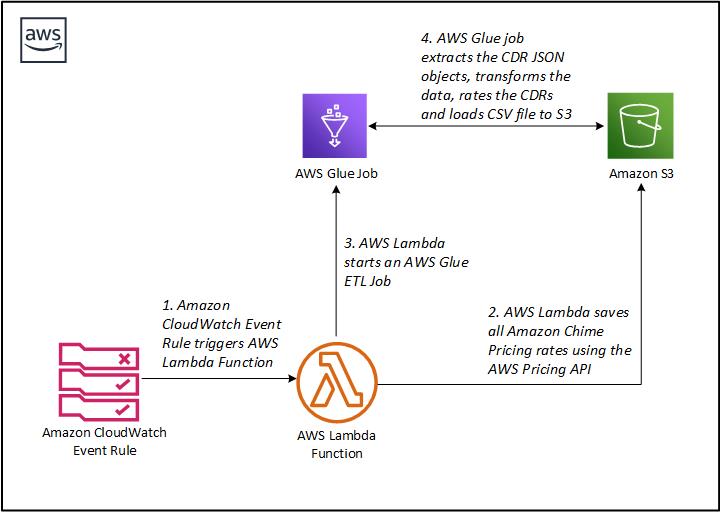 aws
4. AWS Glue job
extracts the CDR JSON
objects, transforms the
data, rates the CDRs
and loads CSV file to S3
AWS Glue Job
Amazon S3
3. AWS Lambda
starts an AWS Glue
ETL Job
1. Amazon
CloudWatch Event
Rule triggers AWS
Lambda Function
2. AWS Lambda saves
all Amazon Chime
Pricing rates using the
AWS Pricing API
Amazon CloudWatch
Event Rule
AWS Lambda
Function